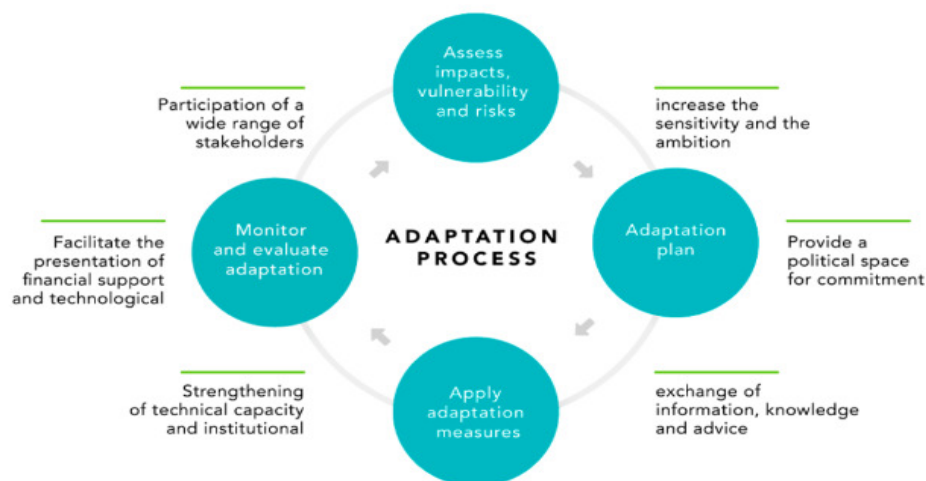 Assess
impacts,
vulnerability
and risks
Participation of a
wide range of
stakeholders
increase the
sensitivity and the
ambition
Monitor
and evaluate
adaptation
ADAPTATION
PROCESS
Adaptation
plan
Facilitate the
presentation of
financial support
and technological
Provide a
political space
for commitment
Strengthening
of technical capacity
and institutional
Apply
adaptation
measures
exchange of
information, knowledge
and advice